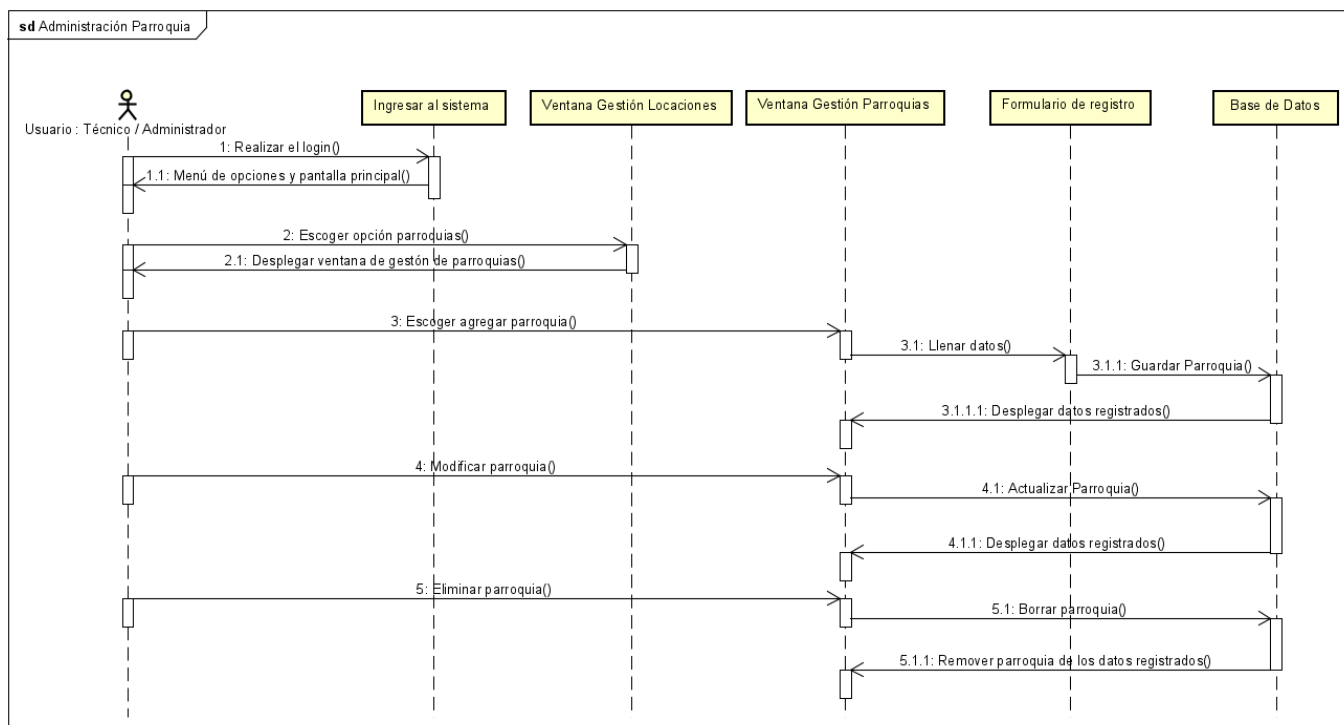 sd Administración Parroquia
Ingresar al sistema
Ventana Gestión Locaciones
Ventana Gestión Parroquias
Formulario de registro
Base de Datos
Usuario : Técnico / Administrador
1: Realizar el login()
1.1: Menú de opciones y pantalla principal()
2: Escoger opción parroquias()
2.1: Desplegar ventana de gestón de parroquias()
3: Escoger agregar parroquia()
3.1: Llenar datos()
3.1.1: Guardar Parroquia()
3.1.1.1: Desplegar datos registrados()
4: Modificar parroquia()
4.1: Actualizar Parroquia()
4.1.1: Desplegar datos registrados()
5: Eliminar parroquia()
5.1: Borrar parroquia()
5.1.1: Remover parroquia de los datos registrados()